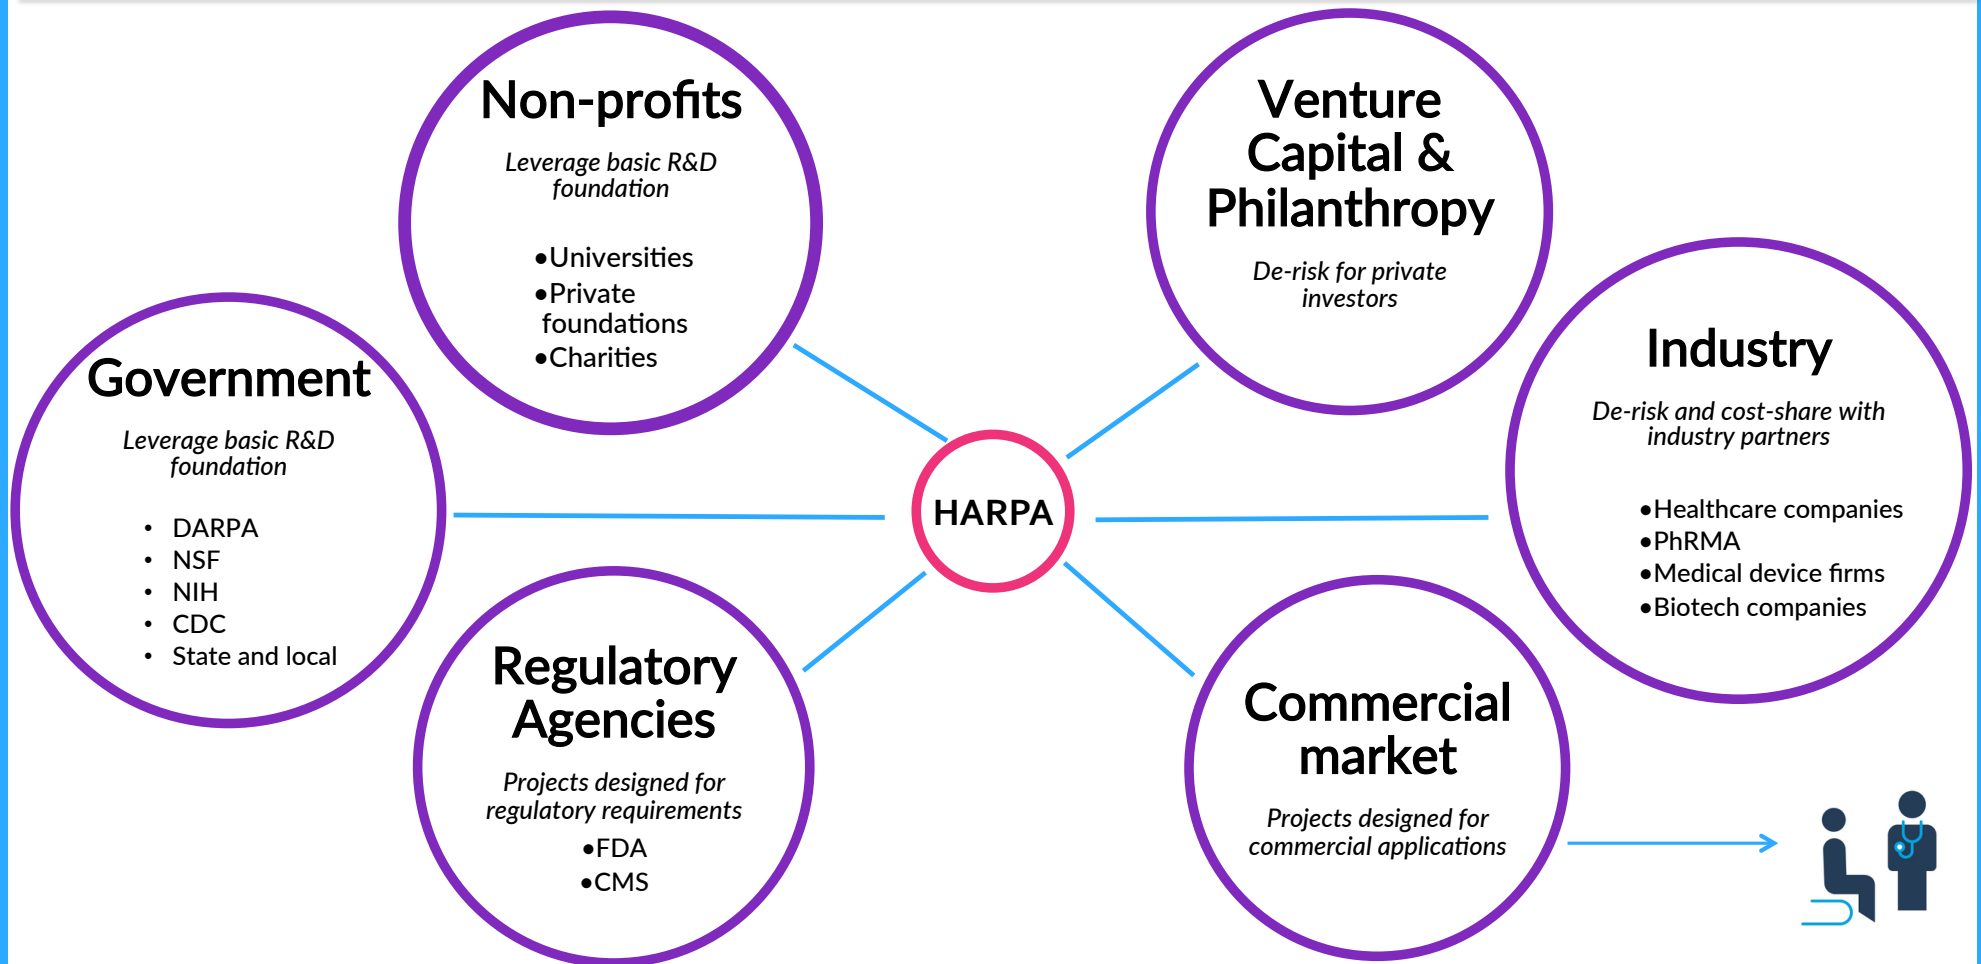 Non-profits
Leverage basic R&D
foundation
•Universities
•Private
foundations
•Charities
Venture
Capital &
Philanthropy
De-risk for private
investors
Government
Leverage basic R&D
foundation
• DARPA
• NSF
• NIH
• CDC
• State and local
HARPA
Industry
De-risk and cost-share with
industry partners
•Healthcare companies
•PhRMA
•Medical device firms
•Biotech companies
Regulatory
Agencies
Projects designed for
regulatory requirements
•FDA
•CMS
Commercial
market
Projects designed for
commercial applications